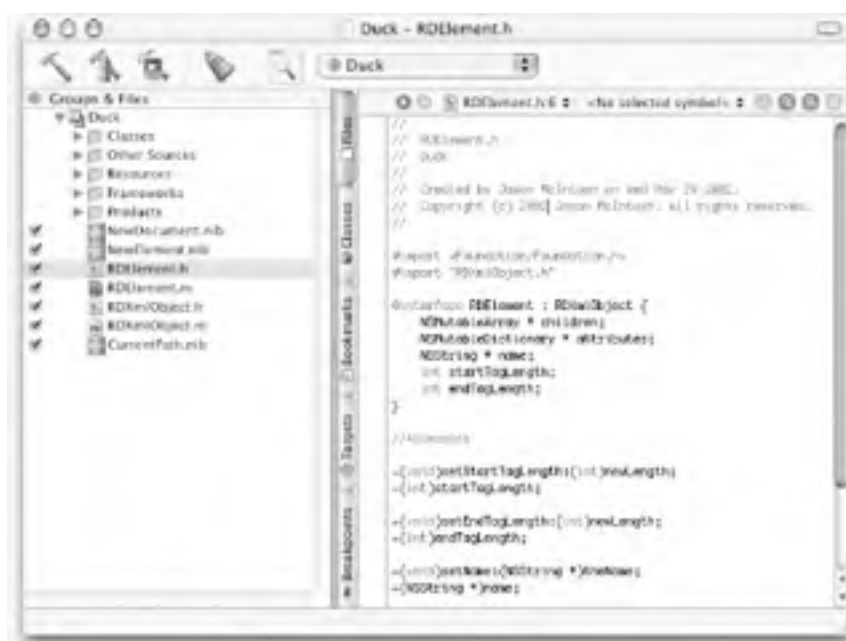 Duck – RDElement.h
Duck
Groups & Files
Duck
Classes
Other Sources
Resources
Frameworks
Products
NewDocument.nib
NewElement.nib
RDElement.h
RDElement.m
RDXmlObject.h
RDXmlObject.m
CurrentPath.nib
Files
Classes
Bookmarks
Targets
Breakpoints
RDElement.h:6 <No selected symbol>
//
// RDElement.h
// Duck
//
// Created by Jason McIntosh on Wed Mar 2002.
// Copyright (c) 2002 Jason McIntosh. All rights reserved.
//
#import <Foundation/Foundation.h>
#import "RDXmlObject.h"
@interface RDElement : RDXmlObject {
NSMutableArray * children;
NSMutableDictionary * attributes;
NSString * name;
int startTagLength;
int endTagLength;
}
//Accessors
-(void)setStartTagLength:(int)newLength;
-(int)startTagLength;
-(void)setEndTagLength:(int)newLength;
-(int)endTagLength;
-(void)setName:(NSString *)theName;
-(NSString *)name;